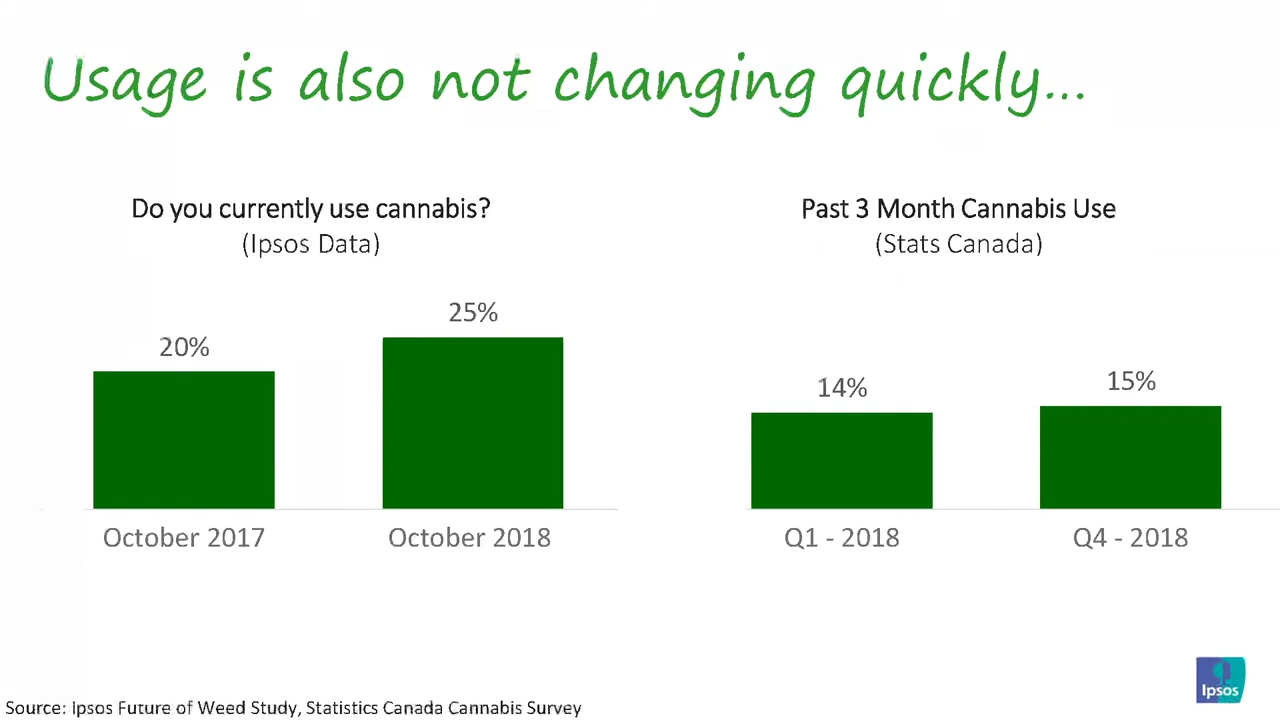 Usage is also not changing quickly...
Do you currently use cannabis?
(Ipsos Data)
25%
20%
October 2017
October 2018
Past 3 Month Cannabis Use
(Stats Canada)
14%
15%
Q1 - 2018
Q4 - 2018
Ipsos
Source: Ipsos Future of Weed Study, Statistics Canada Cannabis Survey